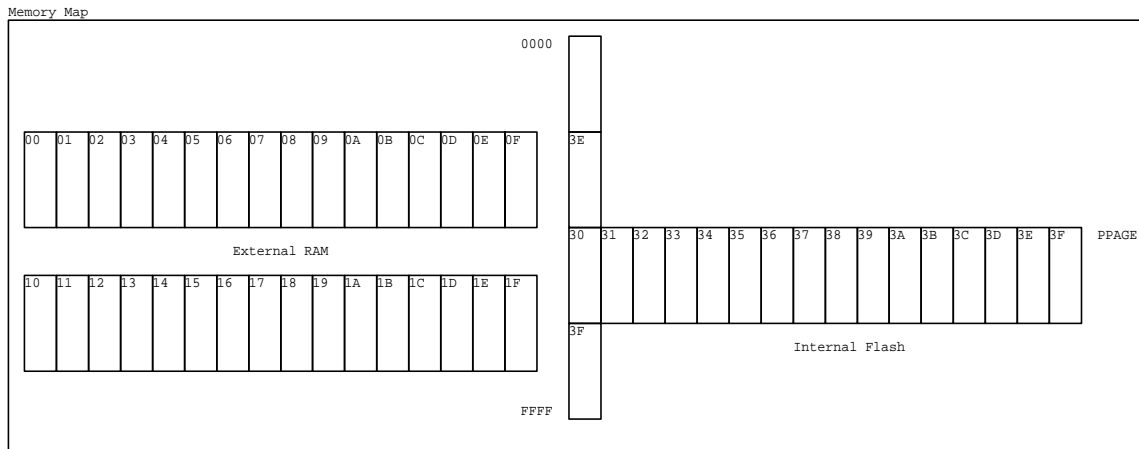 Memory Map
0000
00 01 02 03 04 05 06 07 08 09 0A 0B 0C 0D 0E 0F 3E
30 31 32 33 34 35 36 37 38 39 3A 3B 3C 3D 3E 3F PPAGE
External RAM
10 11 12 13 14 15 16 17 18 19 1A 1B 1C 1D 1E 1F
3F
Internal Flash
FFFF